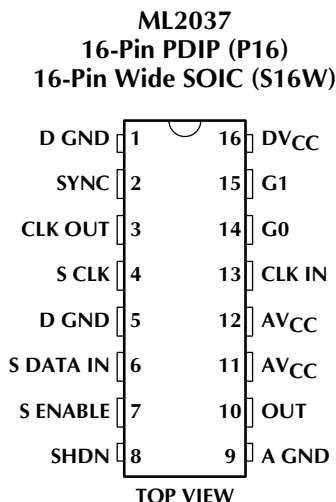 ML2037
16-Pin PDIP (P16)
16-Pin Wide SOIC (S16W)
D GND 1 16 DVCC
SYNC 2 15 G1
CLK OUT 3 14 G0
S CLK 4 13 CLK IN
D GND 5 12 AVCC
S DATA IN 6 11 AVCC
S ENABLE 7 10 OUT
SHDN 8 9 A GND
TOP VIEW